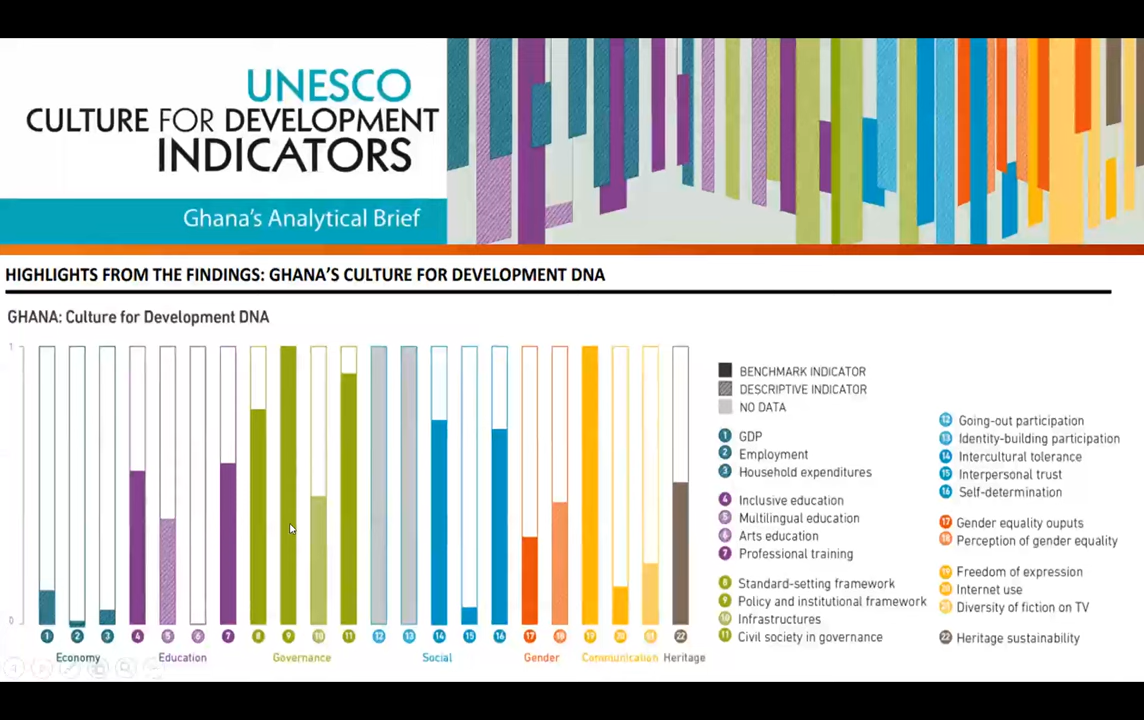 UNESCO
CULTURE FOR DEVELOPMENT
INDICATORS
Ghana's Analytical Brief
HIGHLIGHTS FROM THE FINDINGS: GHANA'S CULTURE FOR DEVELOPMENT DNA
GHANA: Culture for Development DNA
1
0
1 2 3 4 5 6 7 8 9 10 11 12 13 14 15 16 17 18 19 20 21 22
Economy Education Governance Social Gender Communication Heritage
BENCHMARK INDICATOR
DESCRIPTIVE INDICATOR
NO DATA
1 GDP
2 Employment
3 Household expenditures
4 Inclusive education
5 Multilingual education
6 Arts education
7 Professional training
8 Standard-setting framework
9 Policy and institutional framework
10 Infrastructures
11 Civil society in governance
12 Going-out participation
13 Identity-building participation
14 Intercultural tolerance
15 Interpersonal trust
16 Self-determination
17 Gender equality ouputs
18 Perception of gender equality
19 Freedom of expression
20 Internet use
21 Diversity of fiction on TV
22 Heritage sustainability